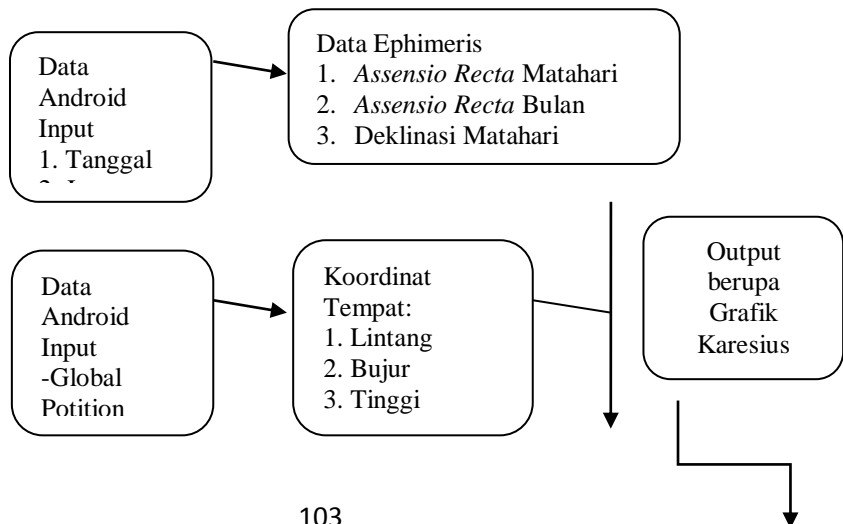 Data
Android
Input
1. Tanggal
Data Ephimeris
1. Assensio Recta Matahari
2. Assensio Recta Bulan
3. Deklinasi Matahari
Data
Android
Input
-Global
Potition
Koordinat
Tempat:
1. Lintang
2. Bujur
3. Tinggi
Output
berupa
Grafik
Karesius
103